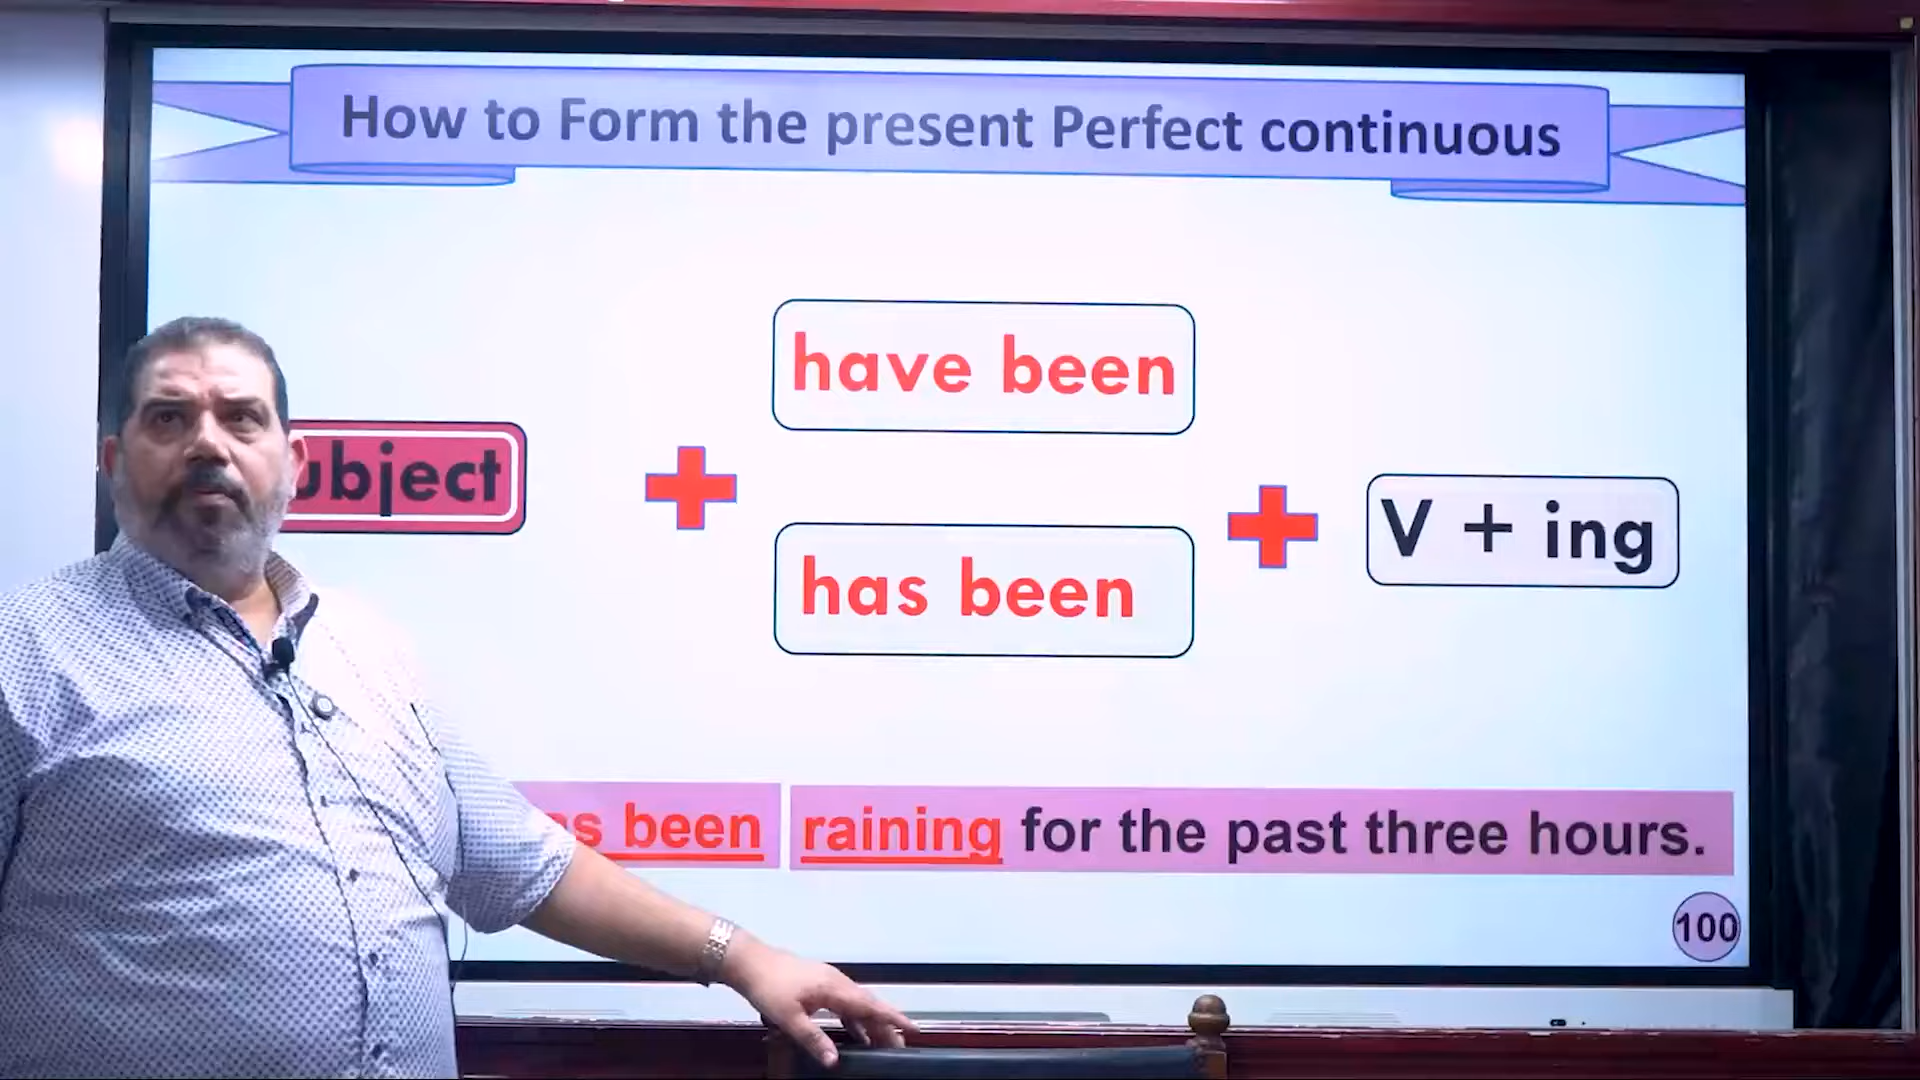 How to Form the present Perfect continuous
have been
ubject
V + ing
has been
s been raining for the past three hours.
100